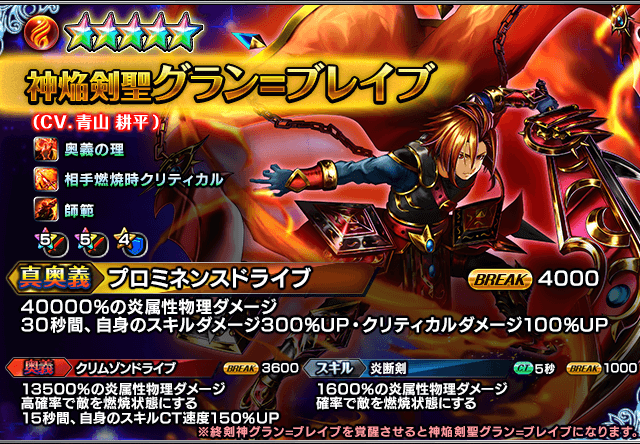 神焔剣聖グラン=ブレイブ
(CV.青山 耕平)
奥義の理
相手燃焼時クリティカル
師範
5 5 4
真奥義 プロミネンスドライブ BREAK 4000
40000%の炎属性物理ダメージ
30秒間、自身のスキルダメージ300%UP・クリティカルダメージ100%UP
奥義 クリムゾンドライブ BREAK 3600
13500%の炎属性物理ダメージ
高確率で敵を燃焼状態にする
15秒間、自身のスキルCT速度150%UP
スキル 炎断剣 C.T. 5秒 BREAK 1000
1600%の炎属性物理ダメージ
確率で敵を燃焼状態にする
※終剣神グラン=ブレイブを覚醒させると神焔剣聖グラン=ブレイブになります。